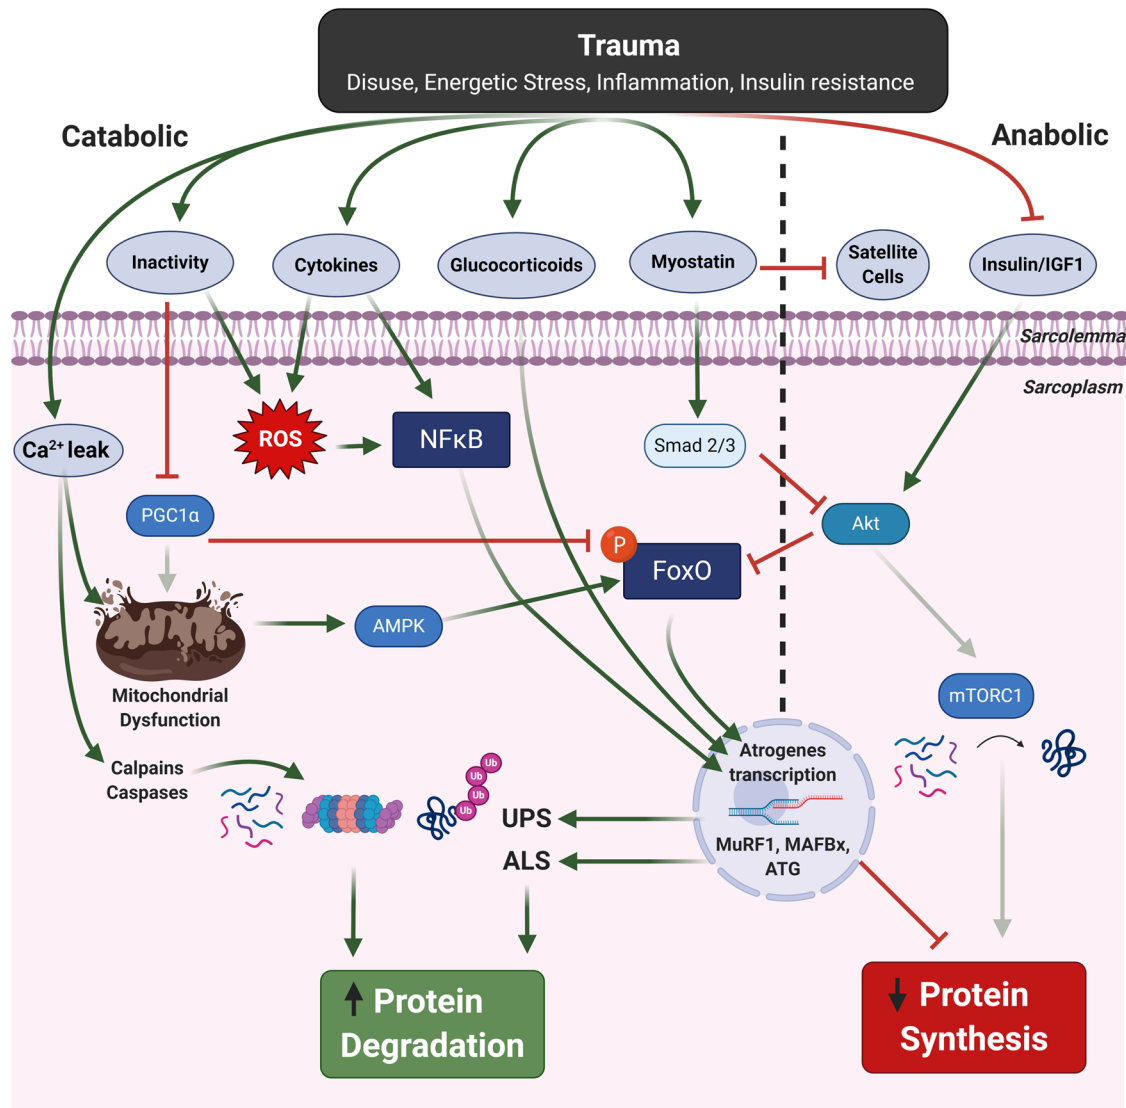 Trauma
Disuse, Energetic Stress, Inflammation, Insulin resistance
Catabolic
Anabolic
Inactivity
Cytokines
Glucocorticoids
Myostatin
Satellite
Cells
Insulin/IGF1
Sarcolemma
Sarcoplasm
Ca²⁺ leak
ROS
NFκB
Smad 2/3
PGC1α
Akt
P
FoxO
AMPK
Mitochondrial
Dysfunction
mTORC1
Atrogenes
transcription
MuRF1, MAFBx,
ATG
Calpains
Caspases
Ub
Ub
Ub
Ub
UPS
ALS
Protein
Degradation
Protein
Synthesis